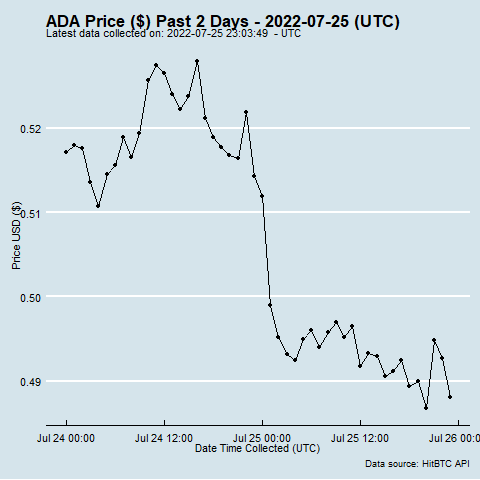 ADA Price ($) Past 2 Days - 2022-07-25 (UTC)
Latest data collected on: 2022-07-25 23:03:49 - UTC
0.52
0.51
0.50
0.49
Price USD ($)
Jul 24 00:00 Jul 24 12:00 Jul 25 00:00 Jul 25 12:00 Jul 26 00:0
Date Time Collected (UTC)
Data source: HitBTC API